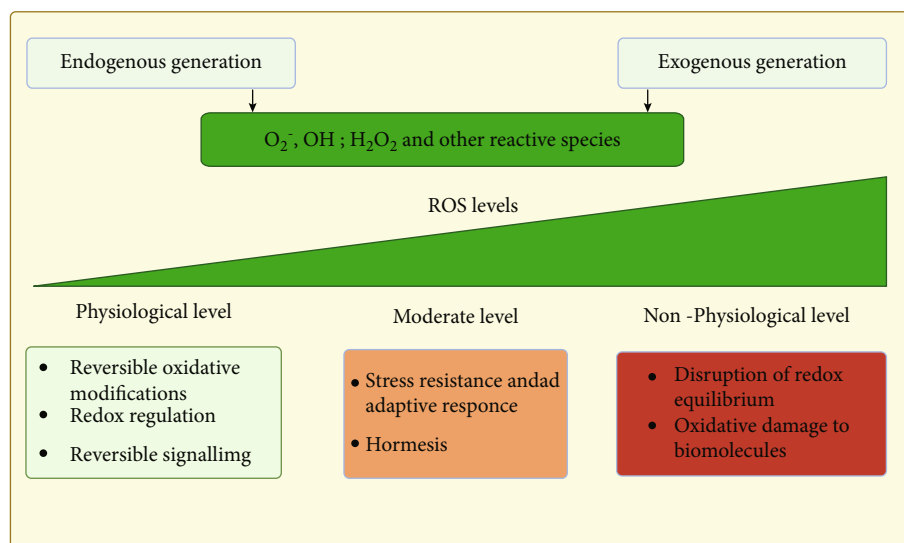 Endogenous generation
Exogenous generation
O₂⁻, OH ; H₂O₂ and other reactive species
ROS levels
Physiological level
Moderate level
Non -Physiological level
• Reversible oxidative
modifications
• Redox regulation
• Reversible signallimg
• Stress resistance andad
adaptive responce
• Hormesis
• Disruption of redox
equilibrium
• Oxidative damage to
biomolecules